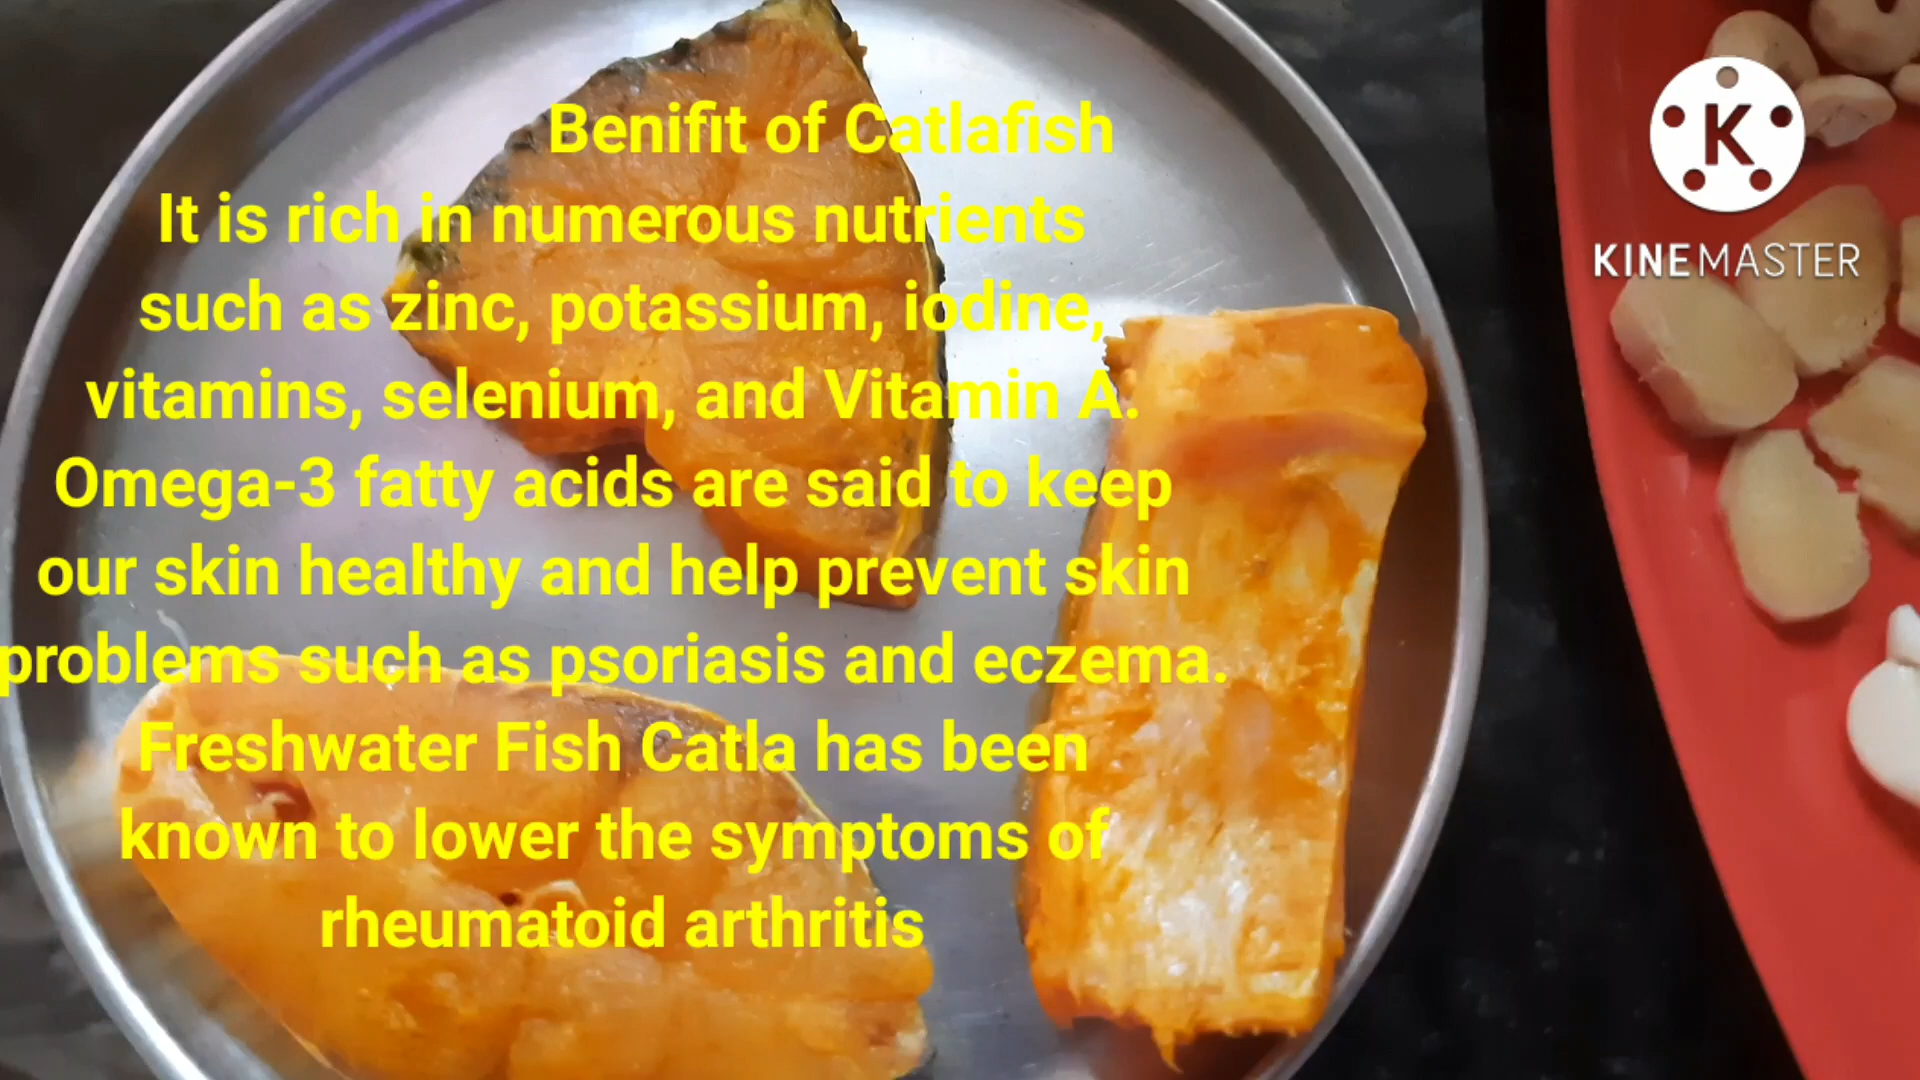 Benifit of Catlafish
It is rich in numerous nutrients
such as zinc, potassium, iodine,
vitamins, selenium, and Vitamin A.
Omega-3 fatty acids are said to keep
our skin healthy and help prevent skin
problems such as psoriasis and eczema.
Freshwater Fish Catla has been
known to lower the symptoms of
rheumatoid arthritis
K
KINEMASTER